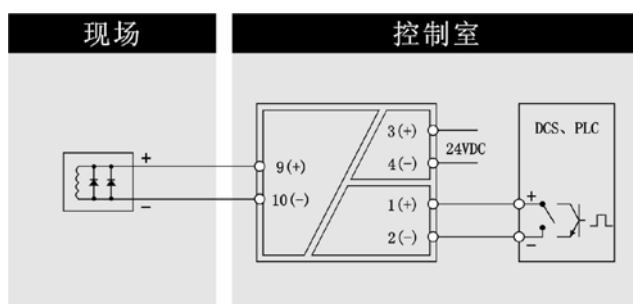 现场
控制室
3(+)
DCS、PLC
24VDC
+
4(-)
9(+)
10(-)
1(+)
+
-
2(-)
-